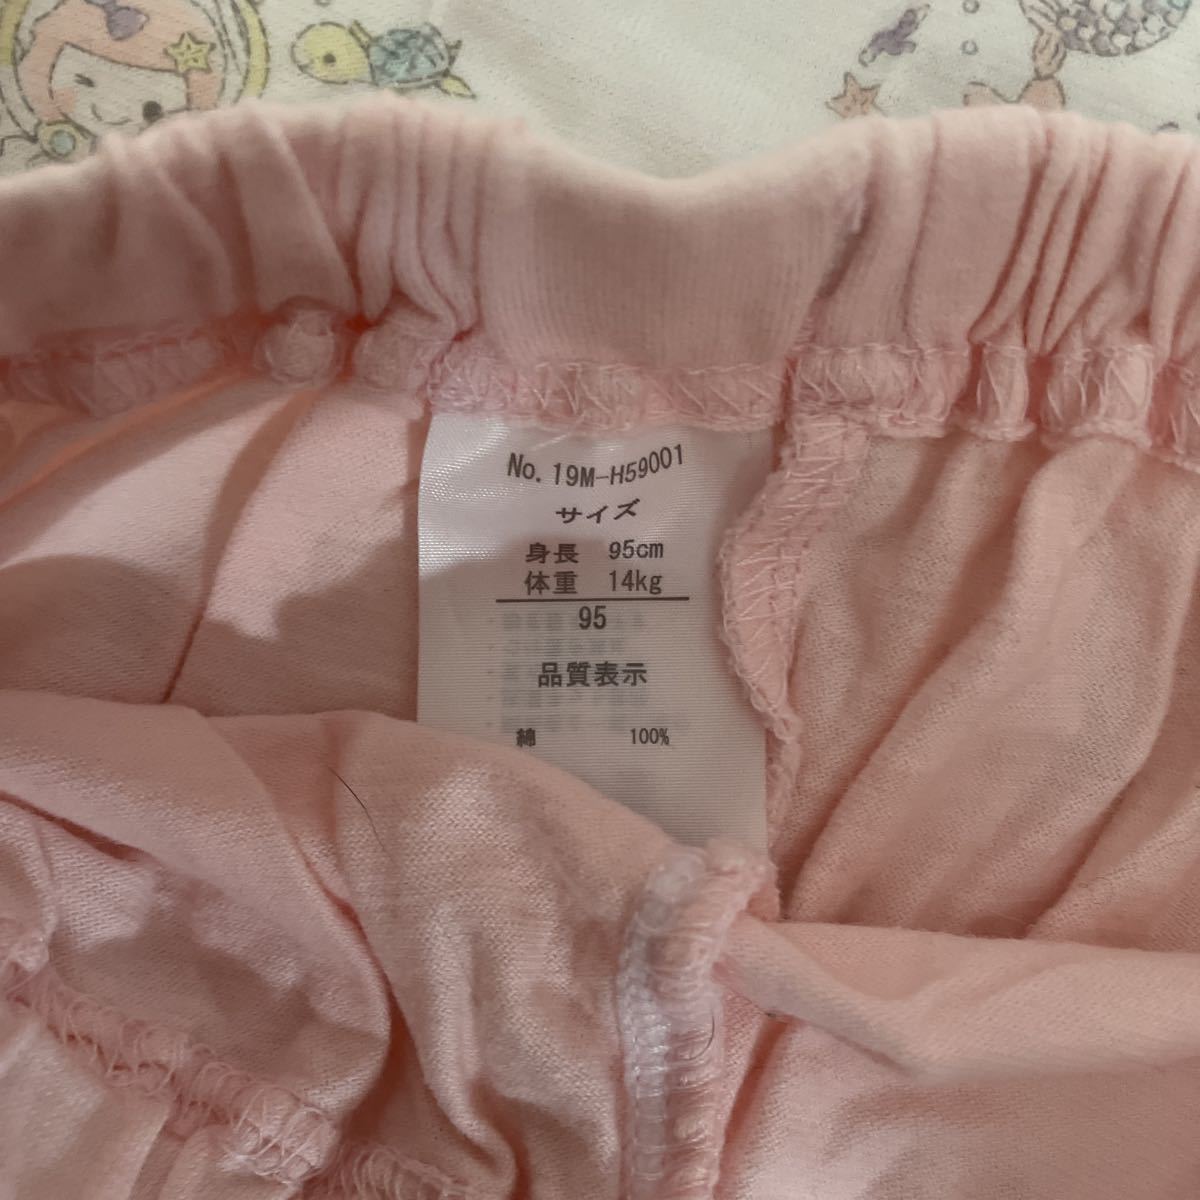 No. 19M-H59001
サイズ
身長 95cm
体重 14kg
95
品質表示
綿 100%